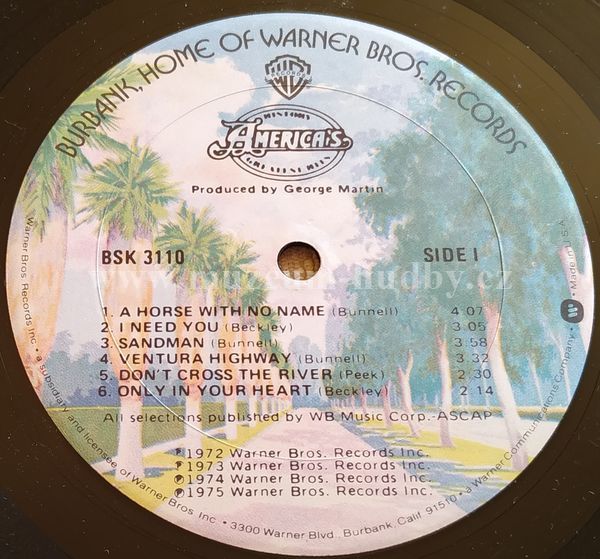 BURBANK, HOME OF WARNER BROS. RECORDS
WB
RECORDS
HISTORY
AMERICA'S
GREATEST HITS
Produced by George Martin
BSK 3110
SIDE 1
www.muzeum-hudby.cz
1. A HORSE WITH NO NAME (Bunnell) 4:07
2. I NEED YOU (Beckley) 3:05
3. SANDMAN (Bunnell) 3:58
4. VENTURA HIGHWAY (Bunnell) 3:32
5. DON'T CROSS THE RIVER (Peek) 2:30
6. ONLY IN YOUR HEART (Beckley) 2:14
All selections published by WB Music Corp.-ASCAP
℗1972 Warner Bros. Records Inc.
℗1973 Warner Bros. Records Inc.
℗1974 Warner Bros. Records Inc.
℗1975 Warner Bros. Records Inc.
Warner Bros. Records Inc. • a subsidiary and licensee of Warner Bros. Inc. • 3300 Warner Blvd., Burbank, Calif. 91510 • a Warner Communications Company • Made in U.S.A.